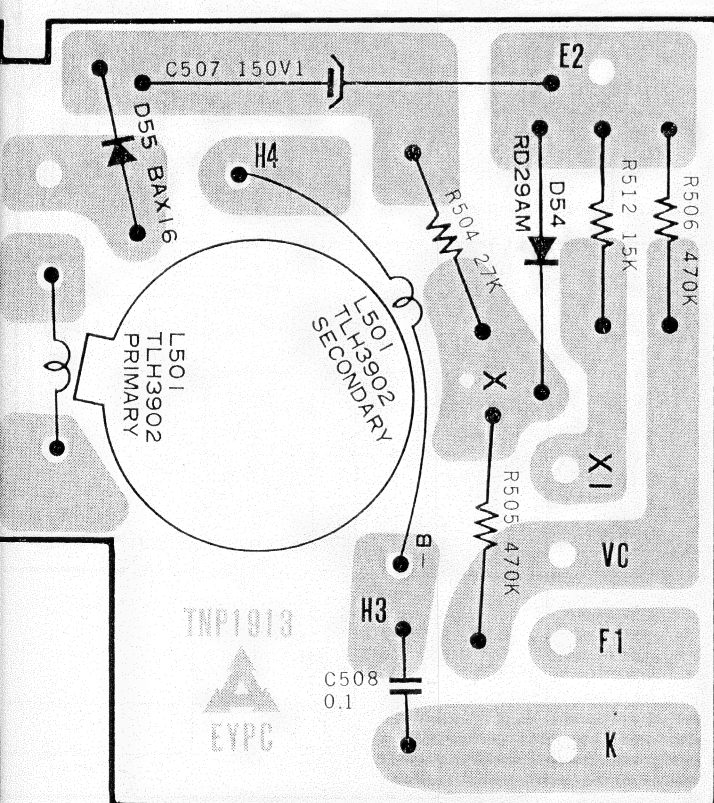 E2
C507 150V1
D55 BAX16
H4
RD29AM
D54
R512 15K
R506 470K
R504 27K
L501
TLH3902
SECONDARY
L501
TLH3902
PRIMARY
X
X1
R505 470K
B-
VC
H3
TNP1913
F1
C508
0.1
EYPC
K